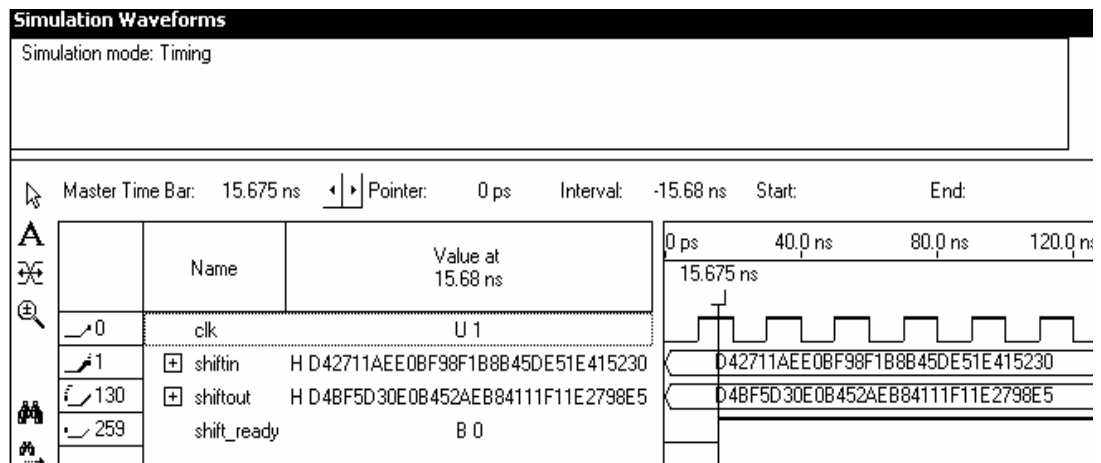 Simulation Waveforms
Simulation mode: Timing
Master Time Bar: 15.675 ns Pointer: 0 ps Interval: -15.68 ns Start: End:
Name Value at 15.68 ns
0 ps 40.0 ns 80.0 ns 120.0 ns
15.675 ns
0 clk U 1
1 shiftin H D42711AEE0BF98F1B8B45DE51E415230 D42711AEE0BF98F1B8B45DE51E415230
130 shiftout H D4BF5D30E0B452AEB84111F11E2798E5 D4BF5D30E0B452AEB84111F11E2798E5
259 shift_ready B 0